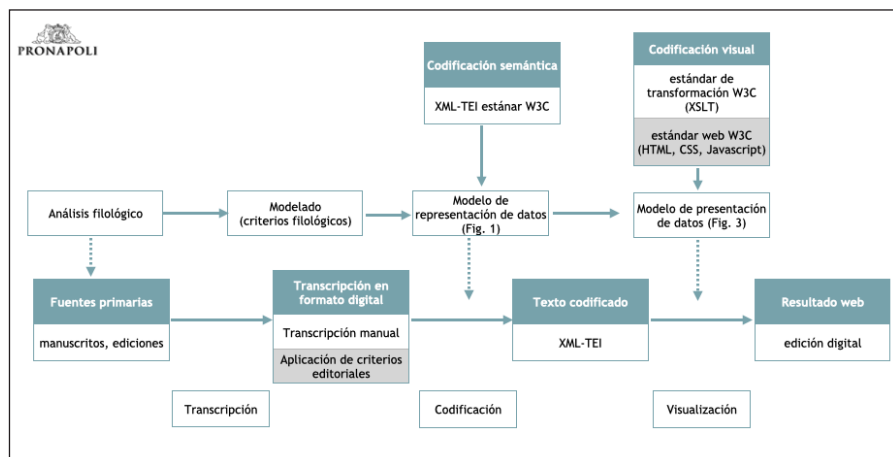 PRONAPOLI
Codificación semántica
XML-TEI estánar W3C
Codificación visual
estándar de
transformación W3C
(XSLT)
estándar web W3C
(HTML, CSS, Javascript)
Análisis filológico
Modelado
(criterios filológicos)
Modelo de
representación de datos
(Fig. 1)
Modelo de presentación
de datos (Fig. 3)
Fuentes primarias
manuscritos, ediciones
Transcripción en
formato digital
Transcripción manual
Aplicación de criterios
editoriales
Texto codificado
XML-TEI
Resultado web
edición digital
Transcripción
Codificación
Visualización